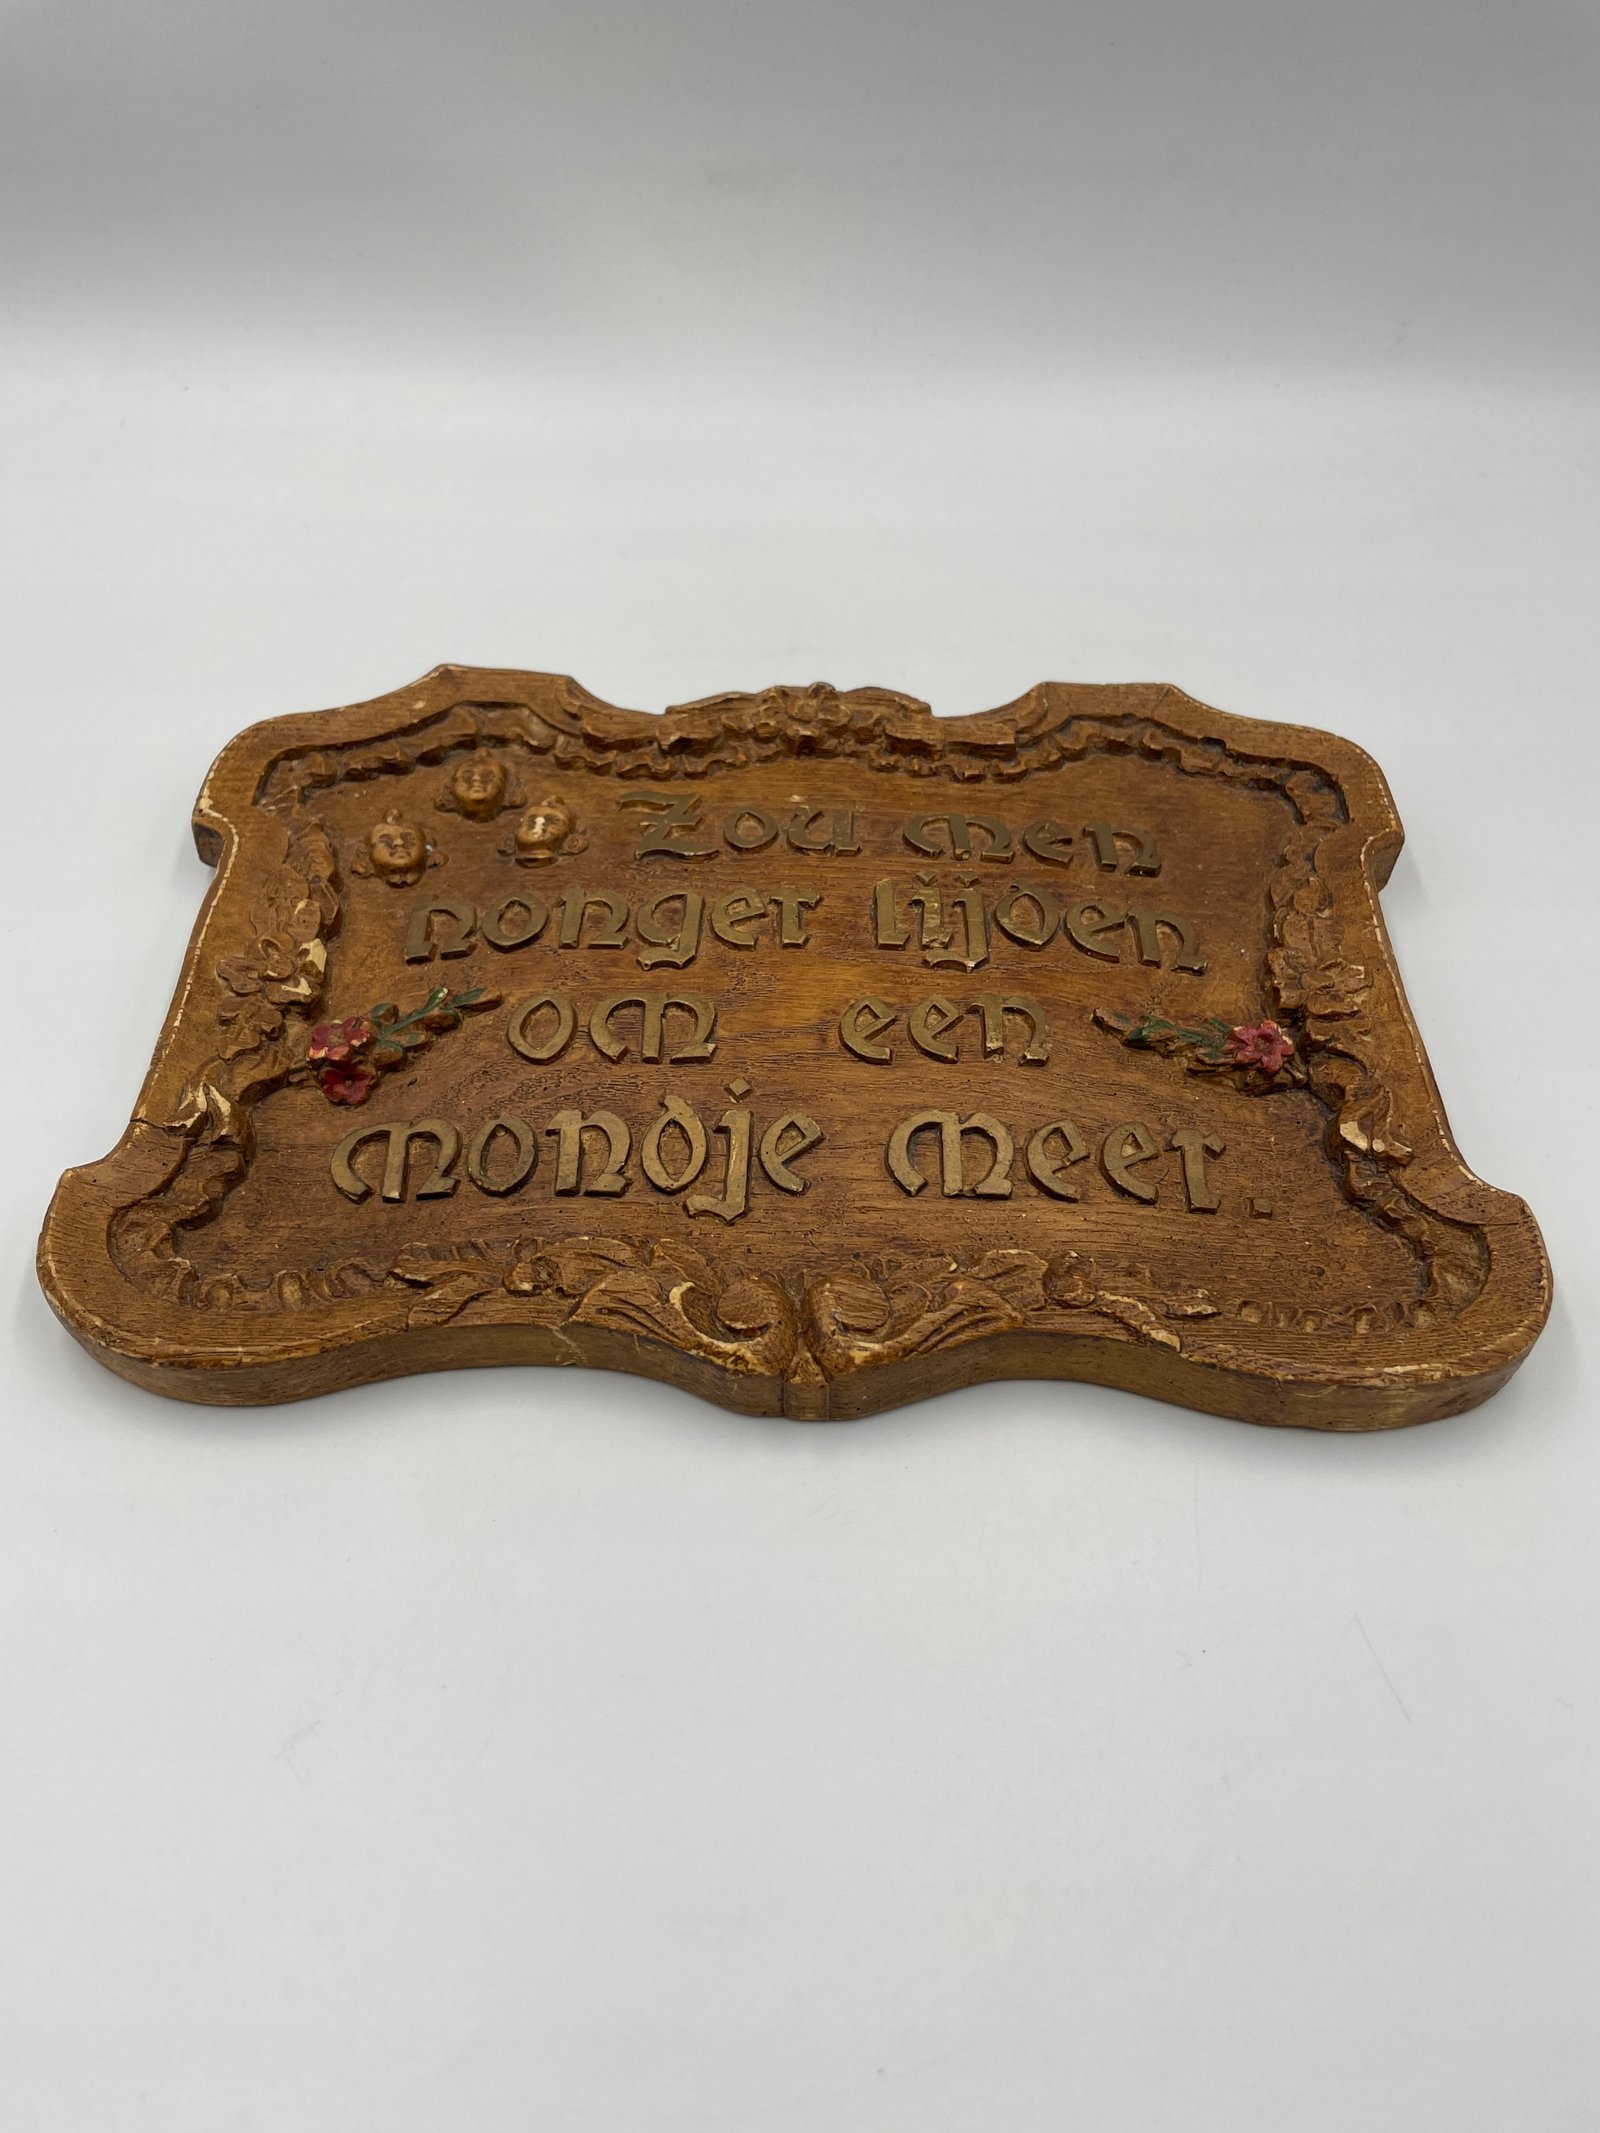 Zou men
honger lijden
om een
mondje meer.